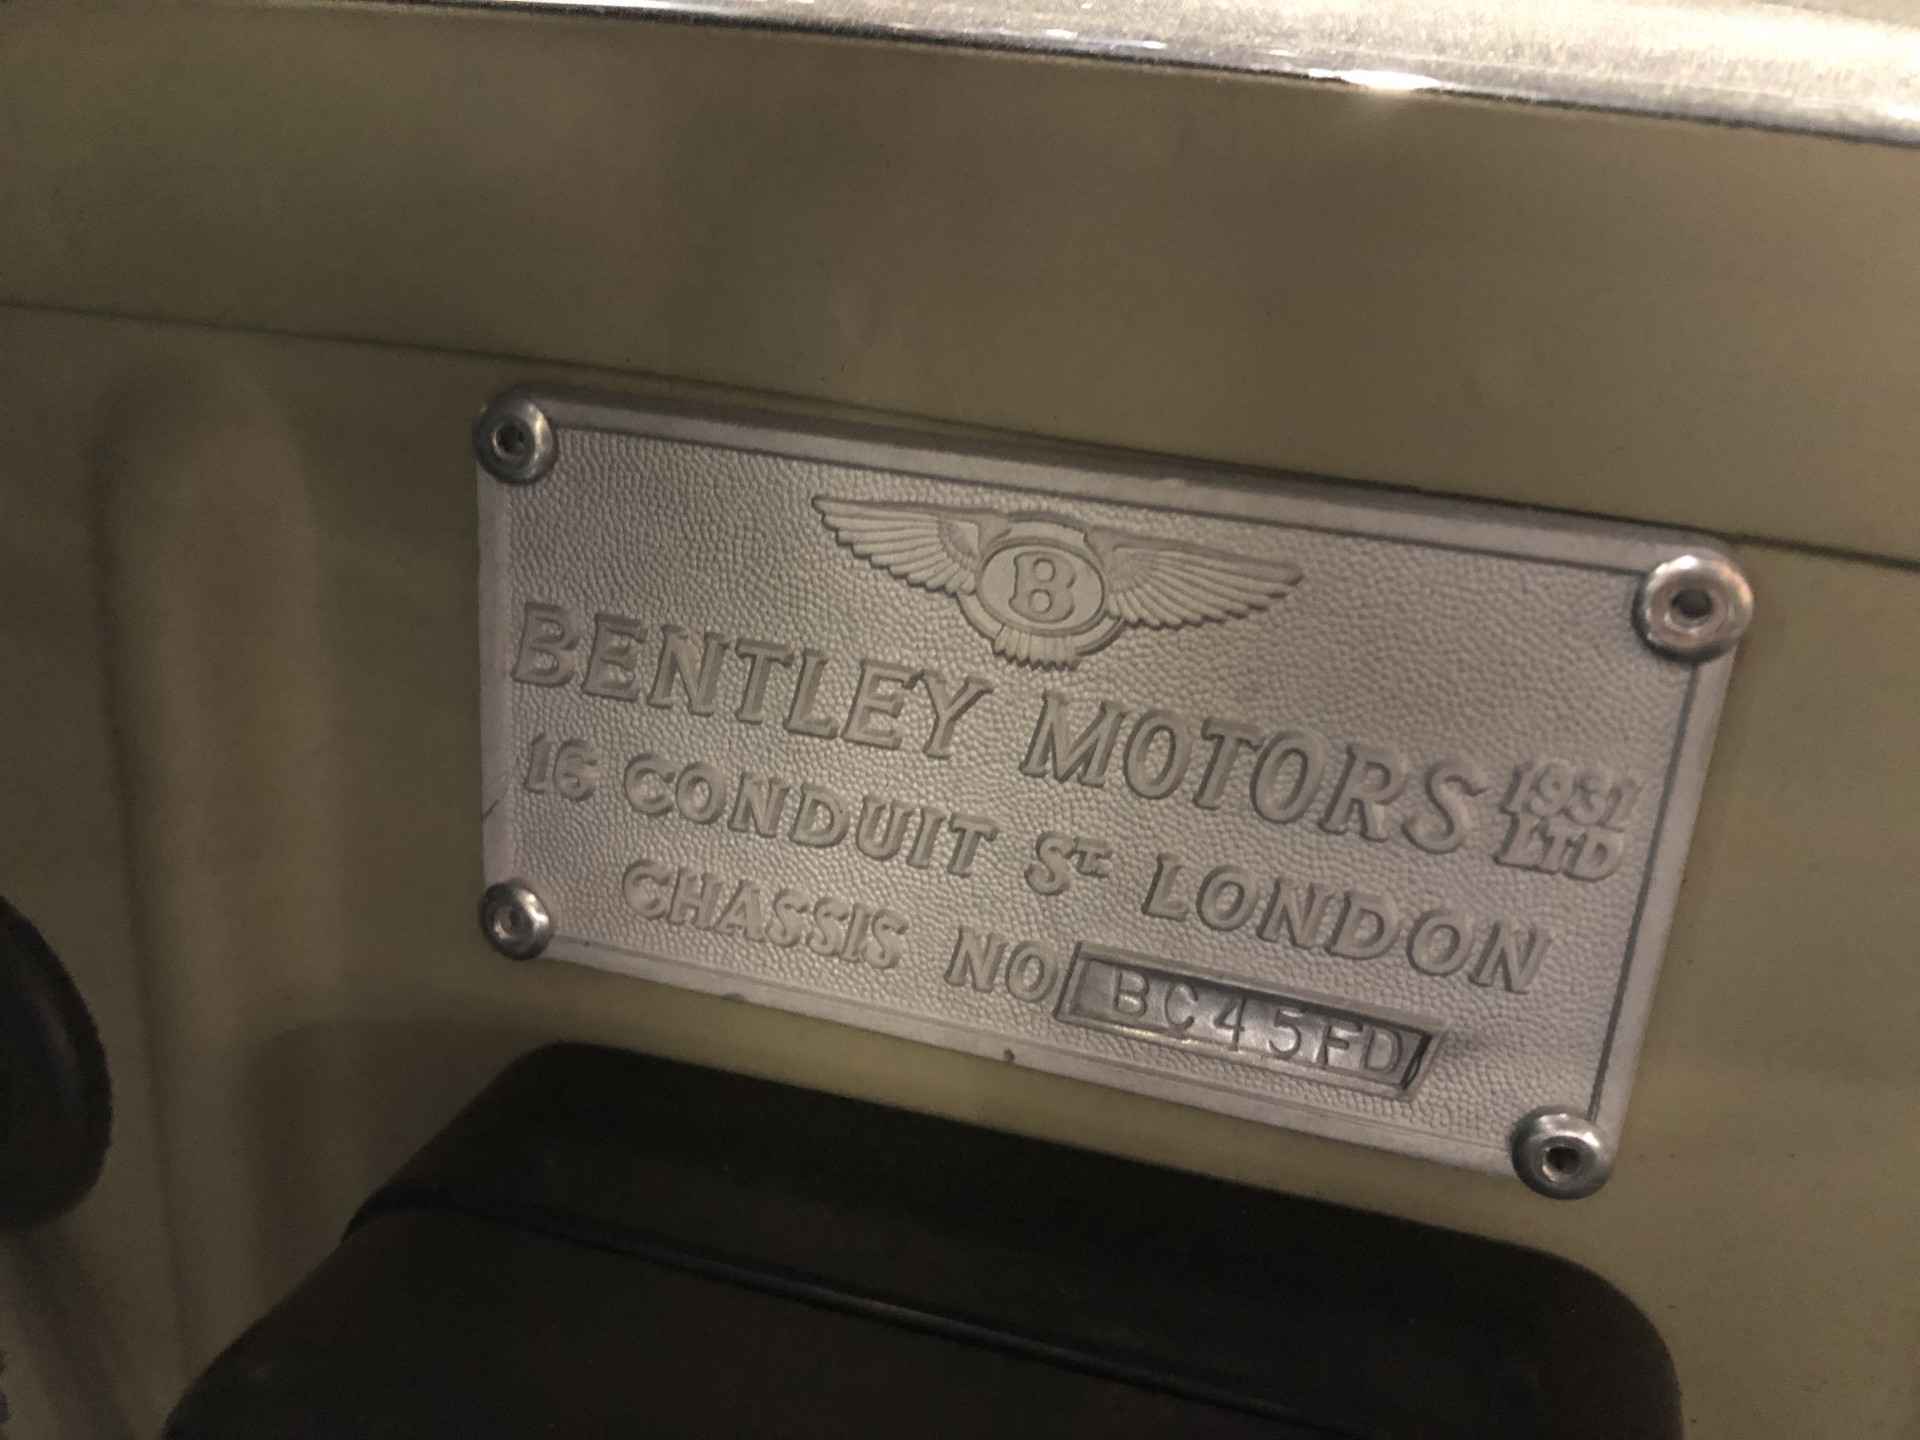 B
BENTLEY MOTORS 1931 LTD
16 CONDUIT ST LONDON
CHASSIS NO BC45FD